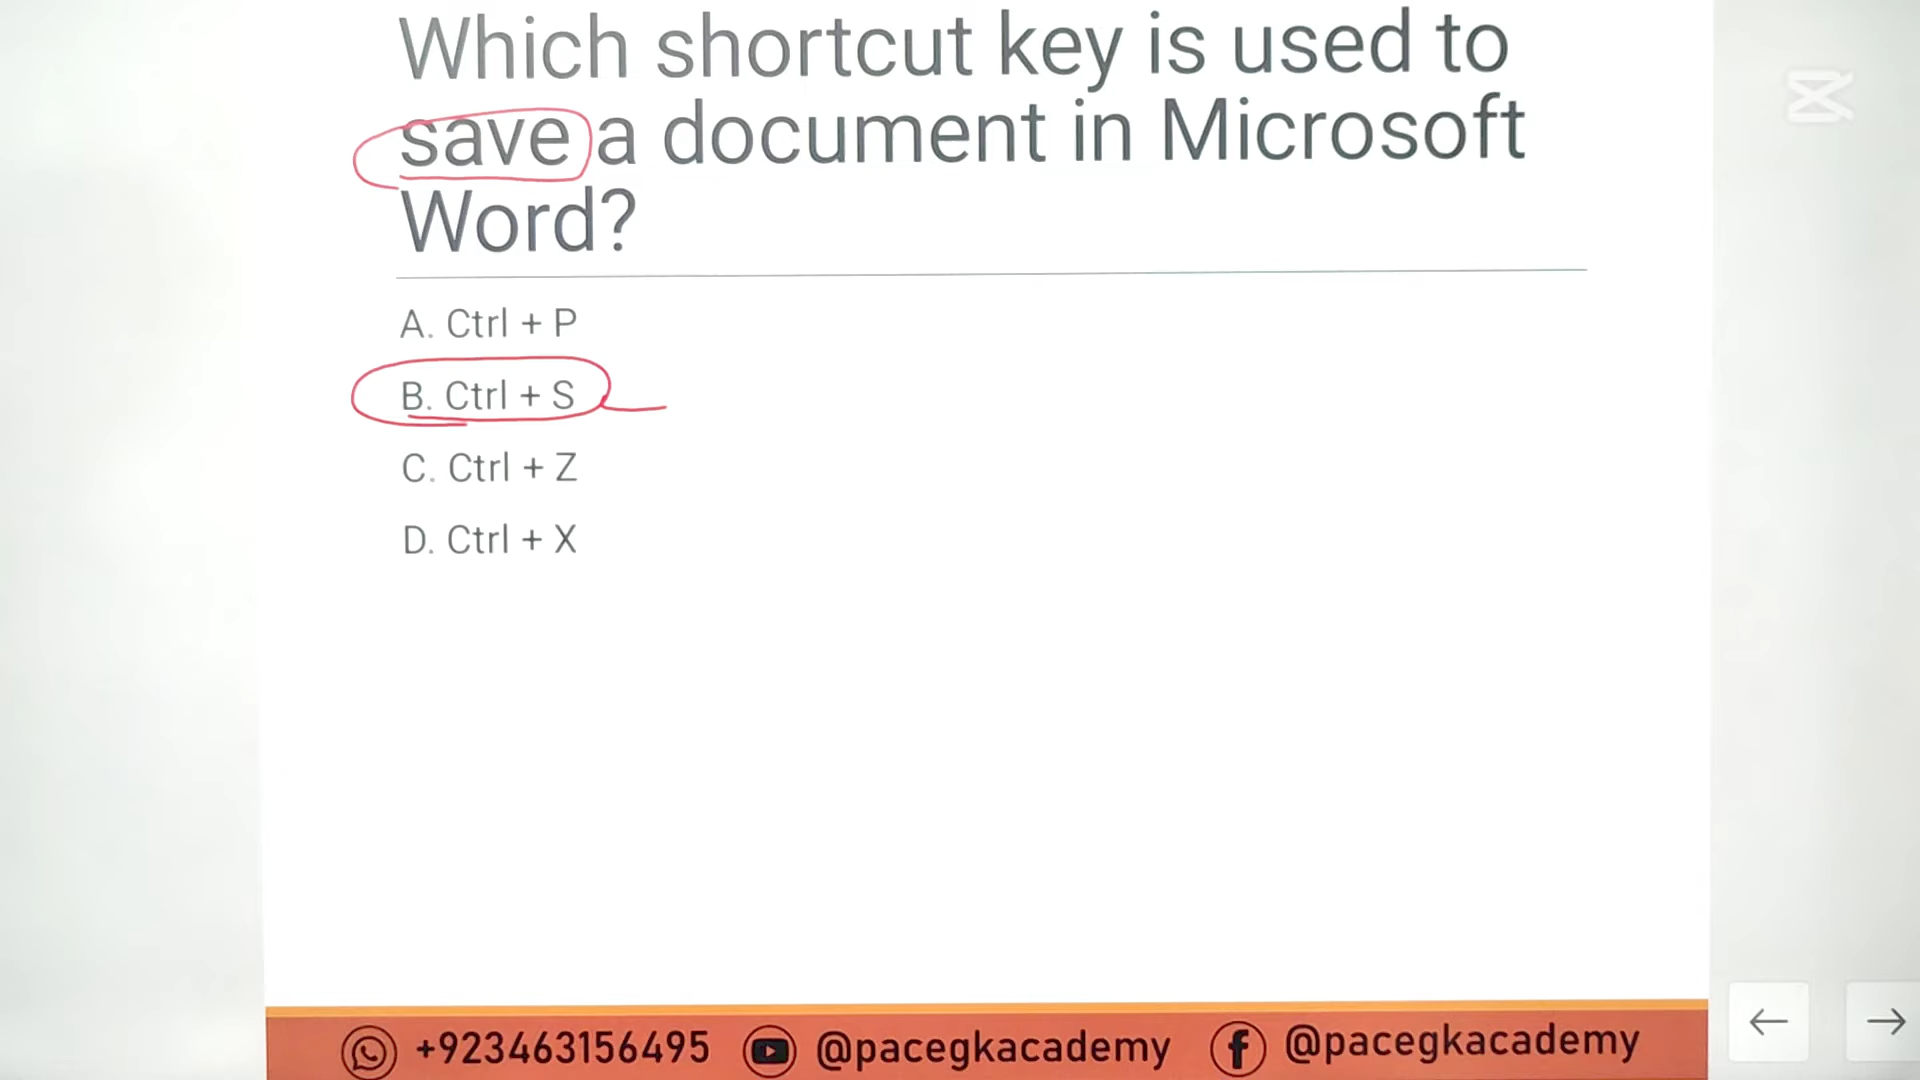 Which shortcut key is used to
save a document in Microsoft
Word?
A. Ctrl + P
B. Ctrl + S
C. Ctrl + Z
D. Ctrl + X
+923463156495 @pacegkacademy @pacegkacademy